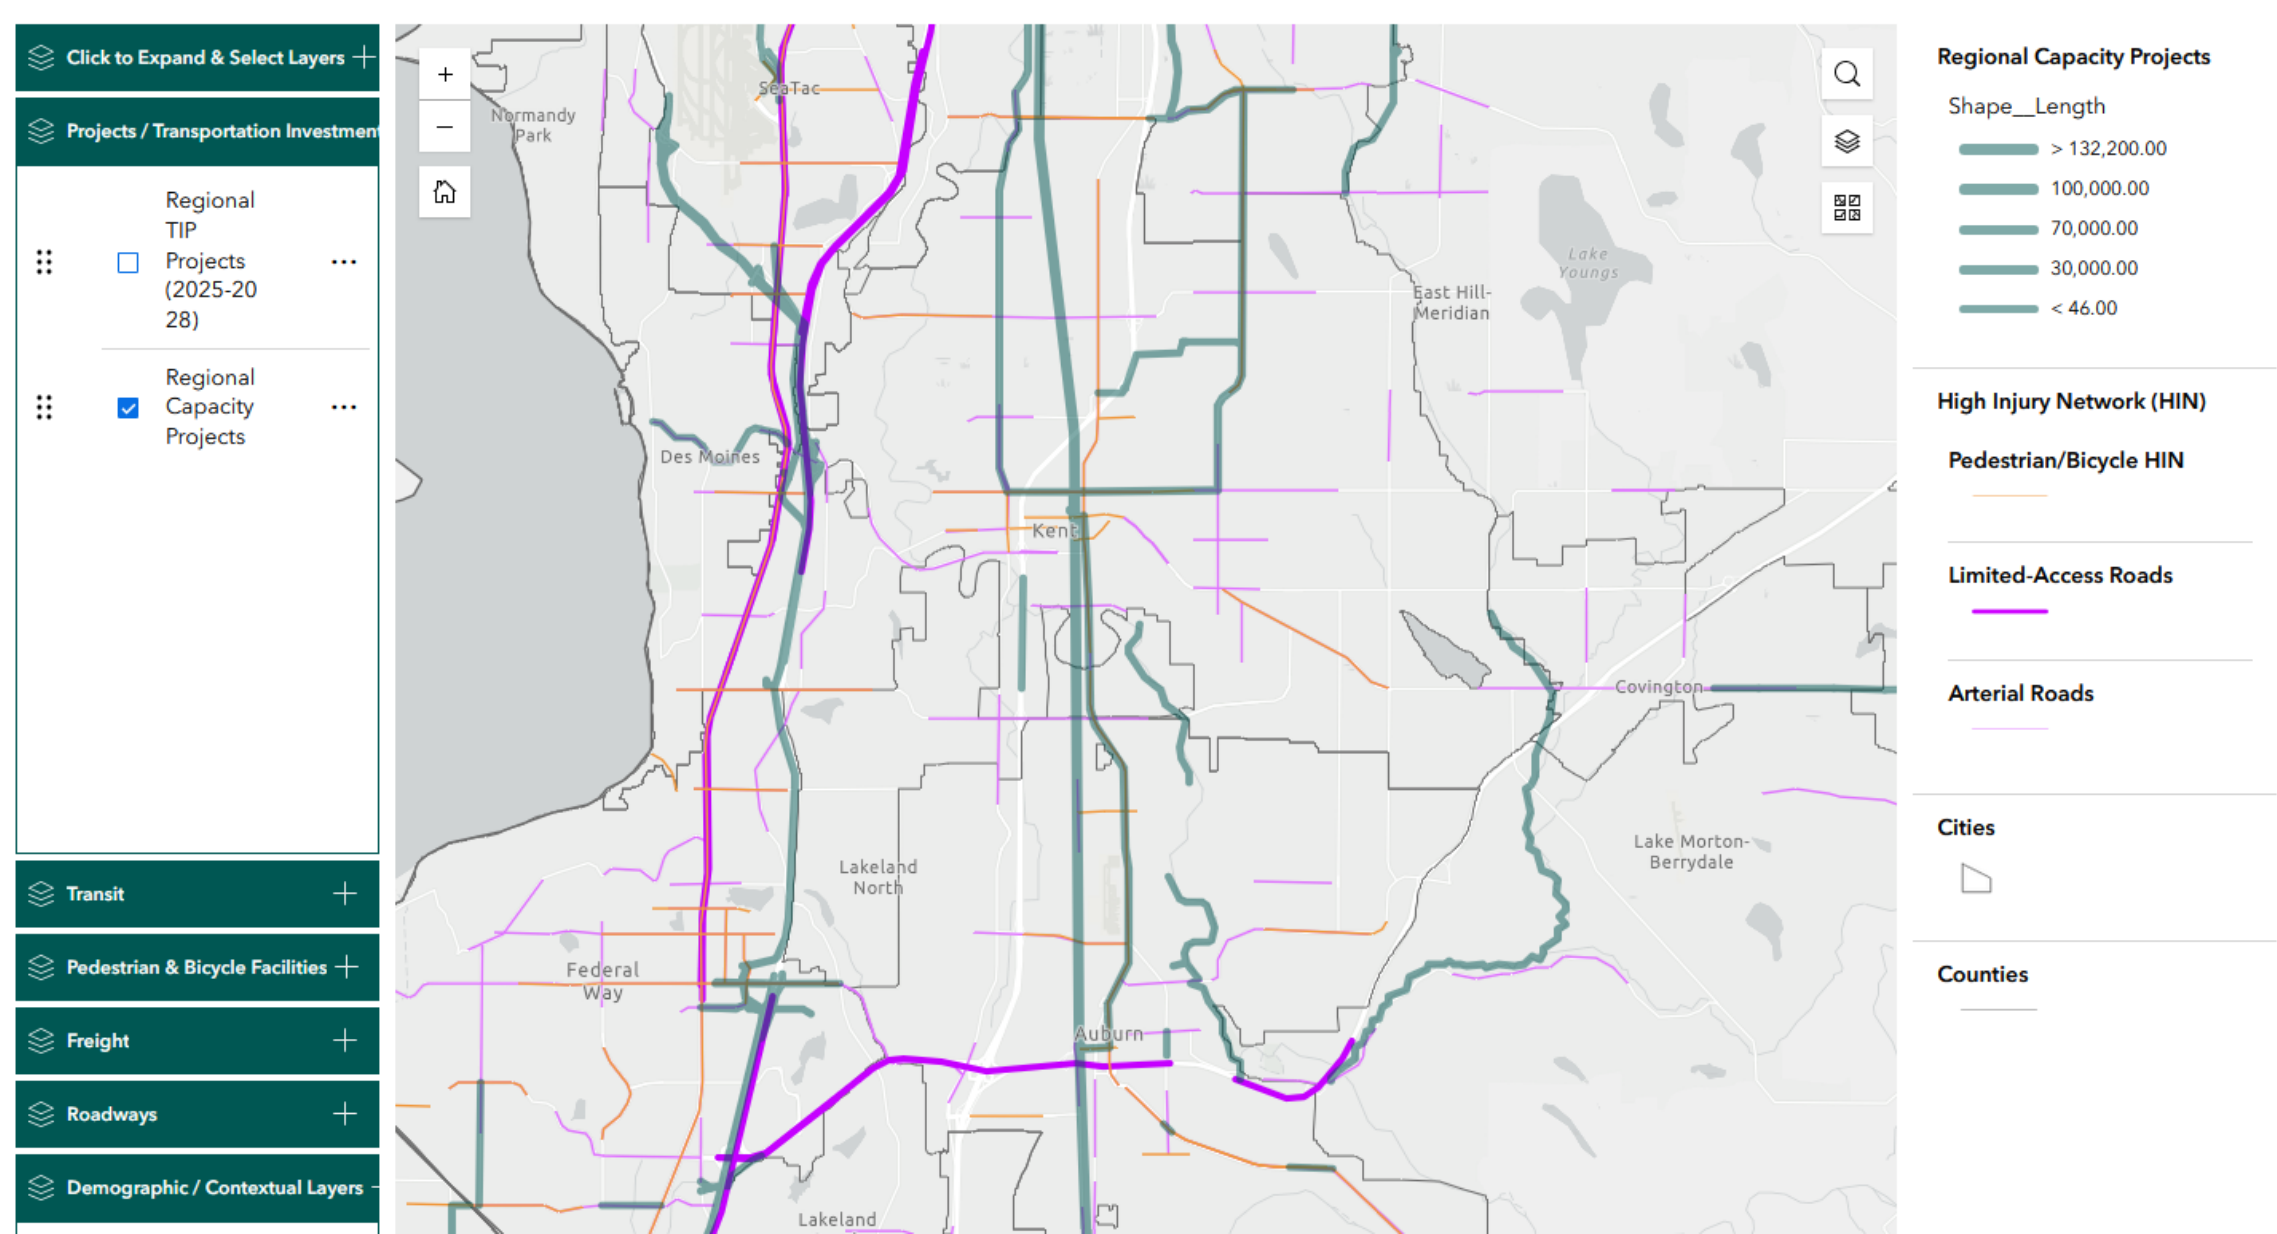 Click to Expand & Select Layers
Projects / Transportation Investment
Regional
TIP
Projects
(2025-20
28)
Regional
Capacity
Projects
Transit
Pedestrian & Bicycle Facilities
Freight
Roadways
Demographic / Contextual Layers
SeaTac
Normandy
Park
Des Moines
Kent
East Hill-
Meridian
Lake
Youngs
Covington
Lake Morton-
Berrydale
Lakeland
North
Federal
Way
Auburn
Lakeland
Regional Capacity Projects
Shape__Length
> 132,200.00
100,000.00
70,000.00
30,000.00
< 46.00
High Injury Network (HIN)
Pedestrian/Bicycle HIN
Limited-Access Roads
Arterial Roads
Cities
Counties